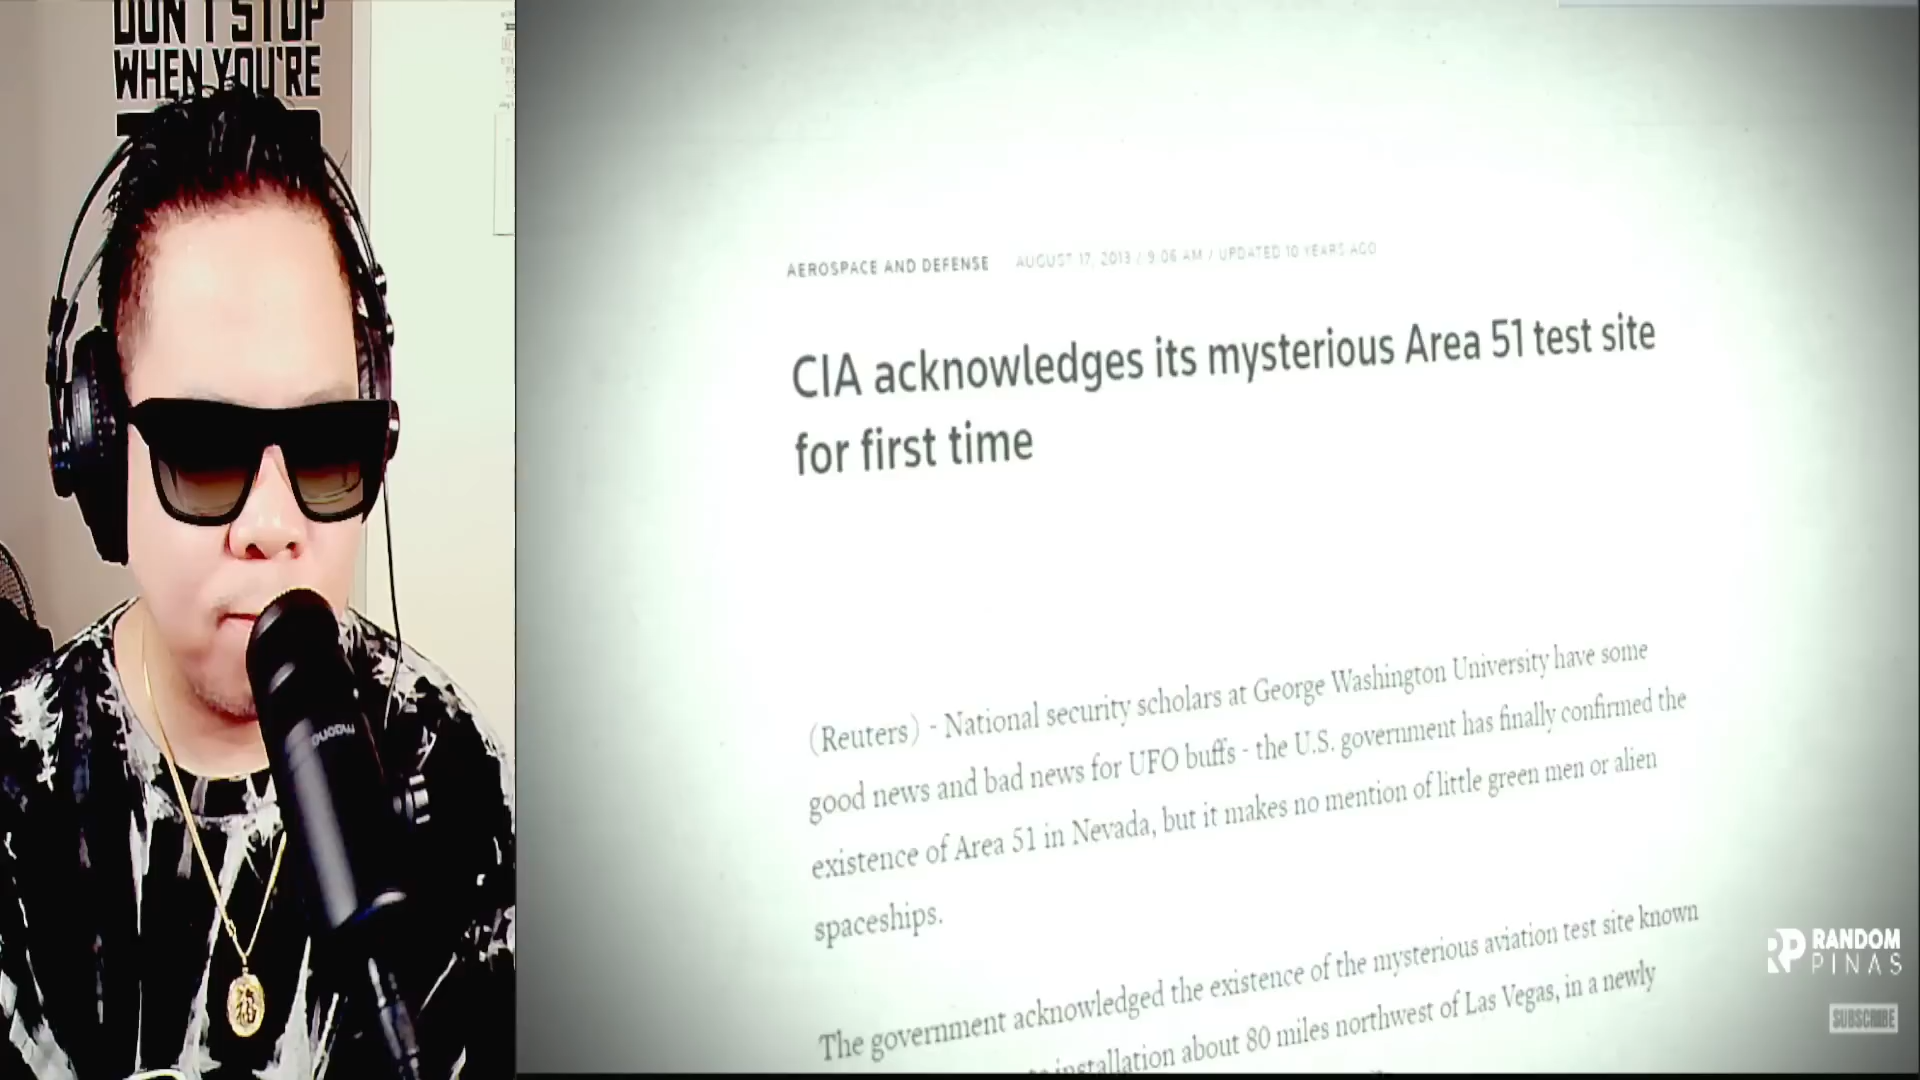 DON'T STOP
WHEN YOU'RE
AEROSPACE AND DEFENSE AUGUST 17, 2013 / 9:06 AM / UPDATED 10 YEARS AGO
CIA acknowledges its mysterious Area 51 test site
for first time
(Reuters) - National security scholars at George Washington University have some
good news and bad news for UFO buffs - the U.S. government has finally confirmed the
existence of Area 51 in Nevada, but it makes no mention of little green men or alien
spaceships.
The government acknowledged the existence of the mysterious aviation test site known
installation about 80 miles northwest of Las Vegas, in a newly
maono
福
RP RANDOM
PINAS
SUBSCRIBE